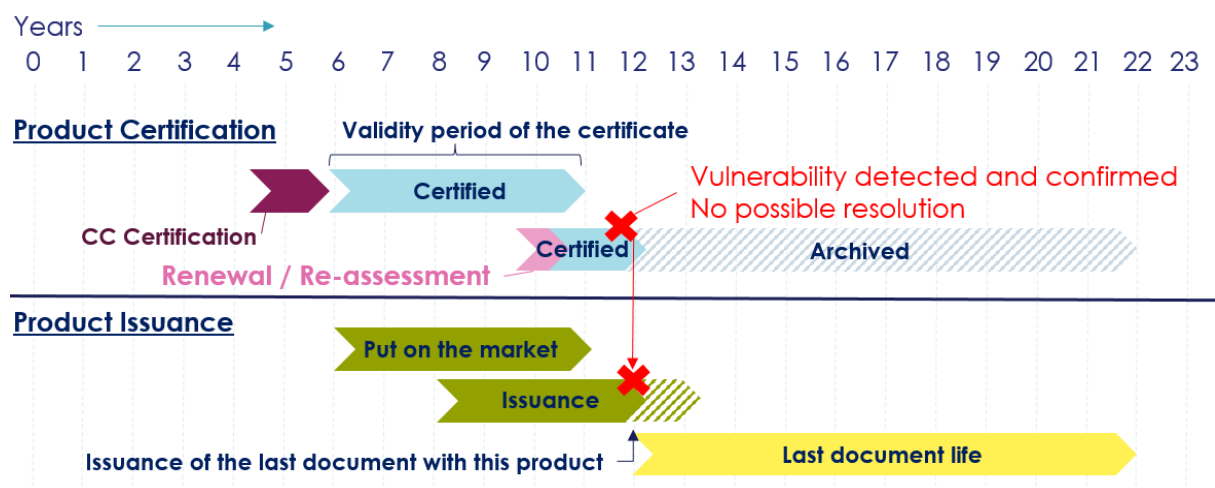 Years
0 1 2 3 4 5 6 7 8 9 10 11 12 13 14 15 16 17 18 19 20 21 22 23
Product Certification
Validity period of the certificate
Certified
Vulnerability detected and confirmed
No possible resolution
CC Certification
Certified
Archived
Renewal / Re-assessment
Product Issuance
Put on the market
Issuance
Issuance of the last document with this product
Last document life